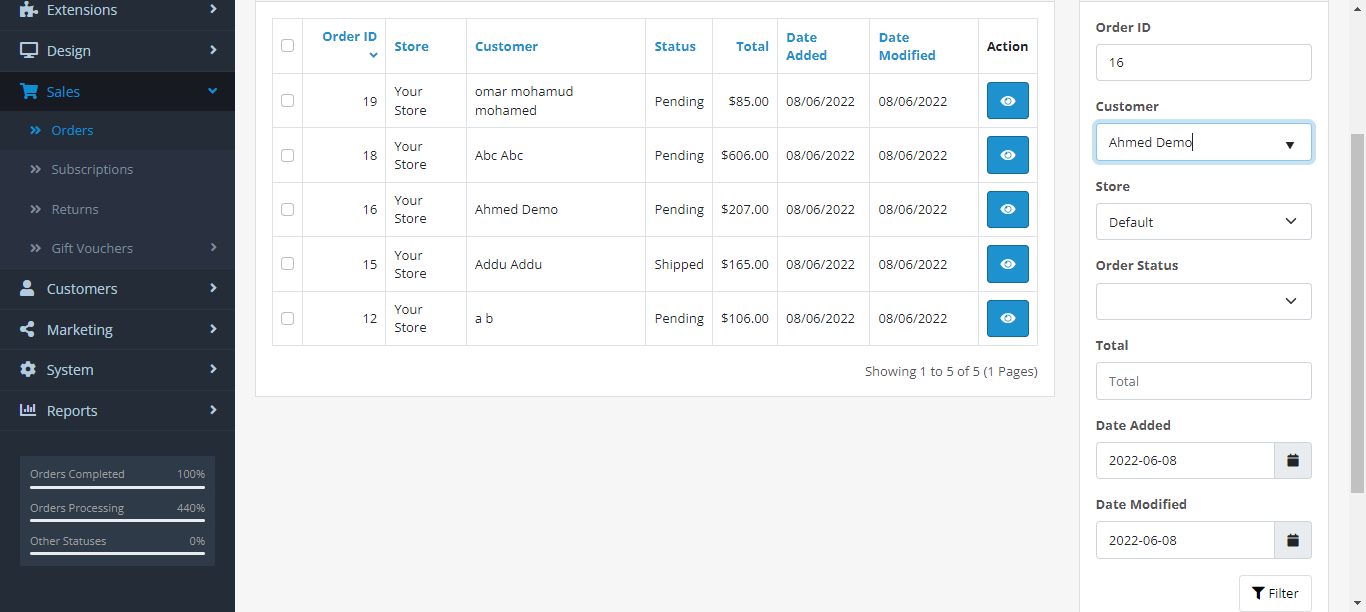 Extensions
Design
Sales
Orders
Subscriptions
Returns
Gift Vouchers
Customers
Marketing
System
Reports
Orders Completed 100%
Orders Processing 440%
Other Statuses 0%
Order ID Store Customer Status Total Date Added Date Modified Action
19 Your Store omar mohamud mohamed Pending $85.00 08/06/2022 08/06/2022
18 Your Store Abc Abc Pending $606.00 08/06/2022 08/06/2022
16 Your Store Ahmed Demo Pending $207.00 08/06/2022 08/06/2022
15 Your Store Addu Addu Shipped $165.00 08/06/2022 08/06/2022
12 Your Store a b Pending $106.00 08/06/2022 08/06/2022
Showing 1 to 5 of 5 (1 Pages)
Order ID
16
Customer
Ahmed Demo
Store
Default
Order Status
Total
Total
Date Added
2022-06-08
Date Modified
2022-06-08
Filter